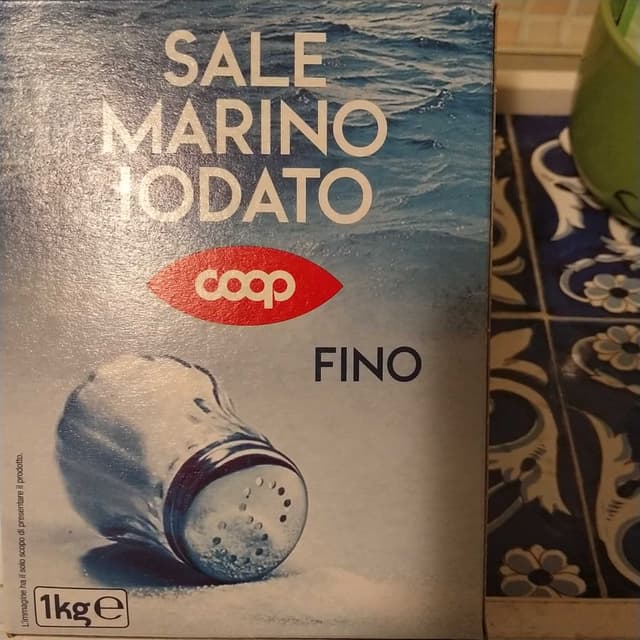 SALE
MARINO
IODATO
coop
FINO
L'immagine ha il solo scopo di presentare il prodotto.
1kg e